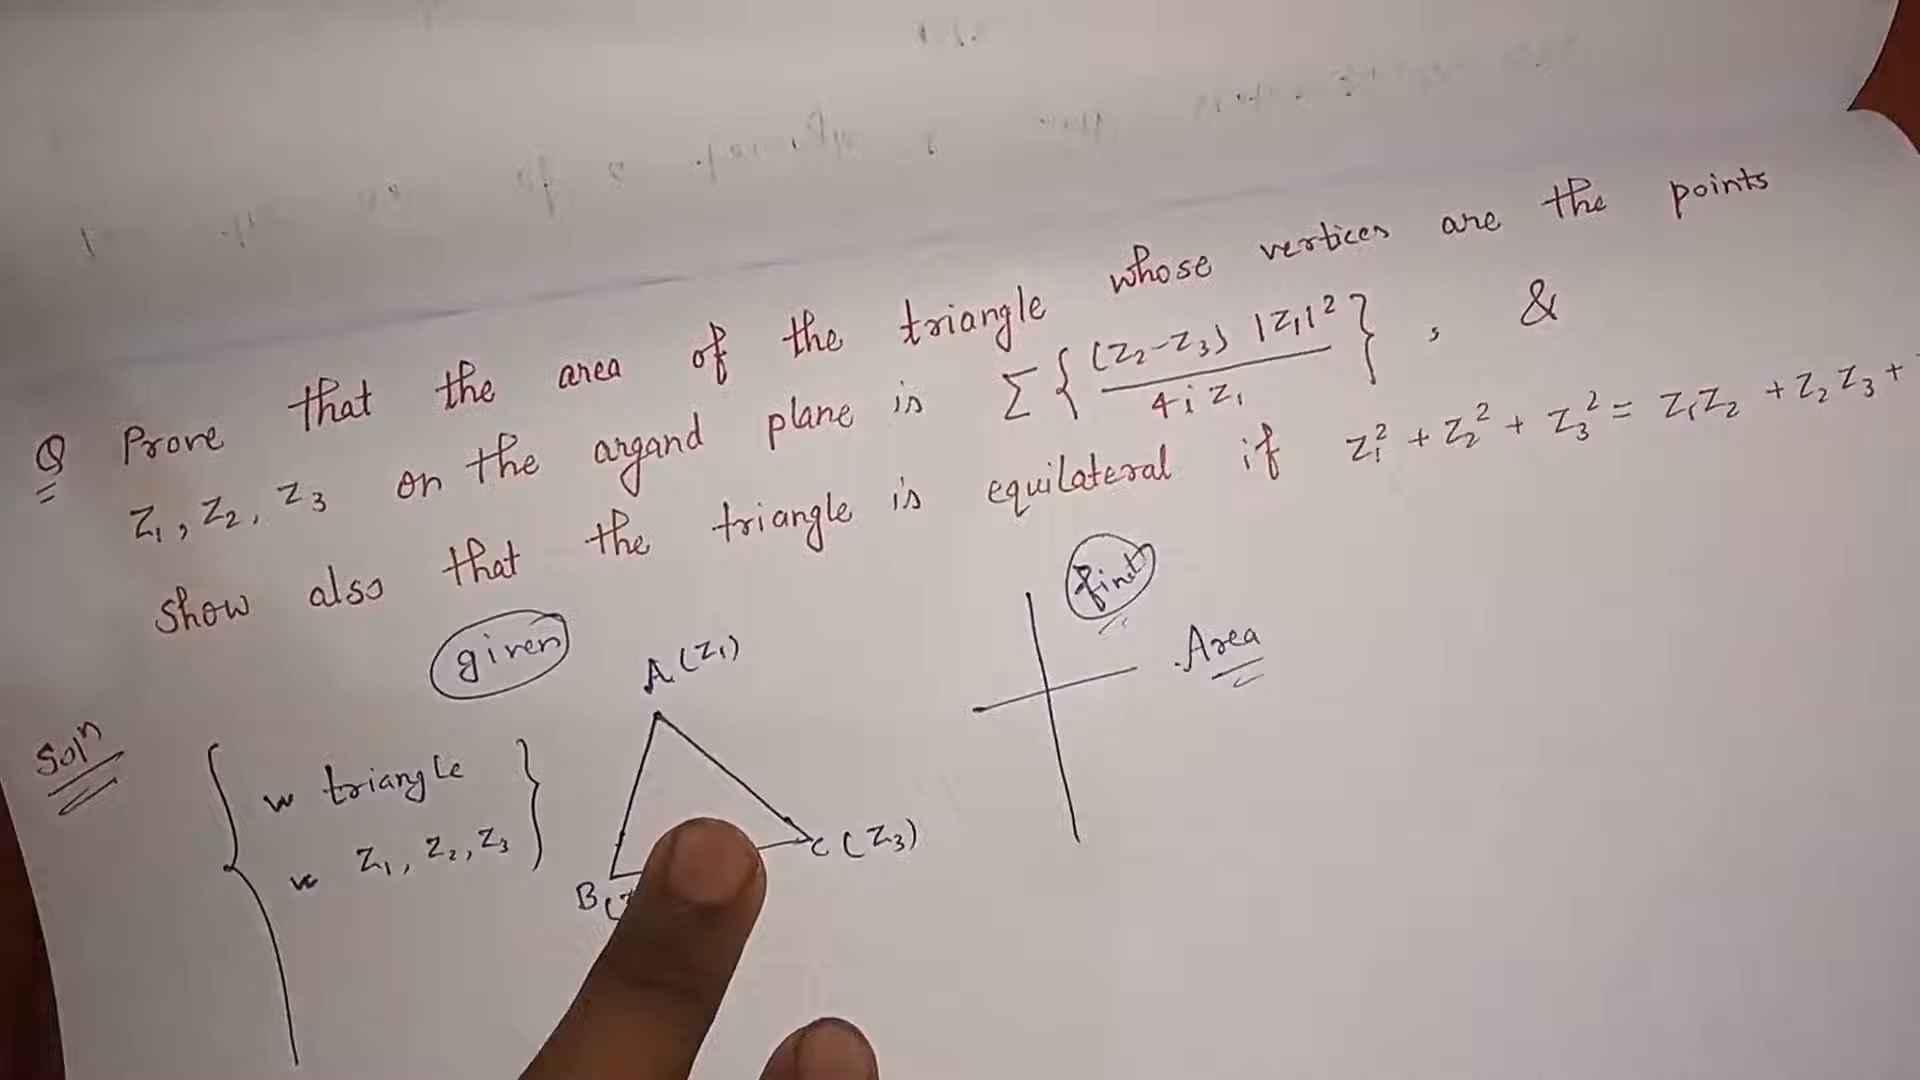 Q Prove that the area of the triangle whose vertices are the points
Z₁, Z₂, Z₃ on the argand plane is Σ{(Z₂-Z₃) |Z₁|² / 4iZ₁}, &
Show also that the triangle is equilateral if Z₁² + Z₂² + Z₃² = Z₁Z₂ + Z₂Z₃ +
given
find
Area
Solⁿ
triangle
Z₁, Z₂, Z₃
A (Z₁)
B (
C (Z₃)